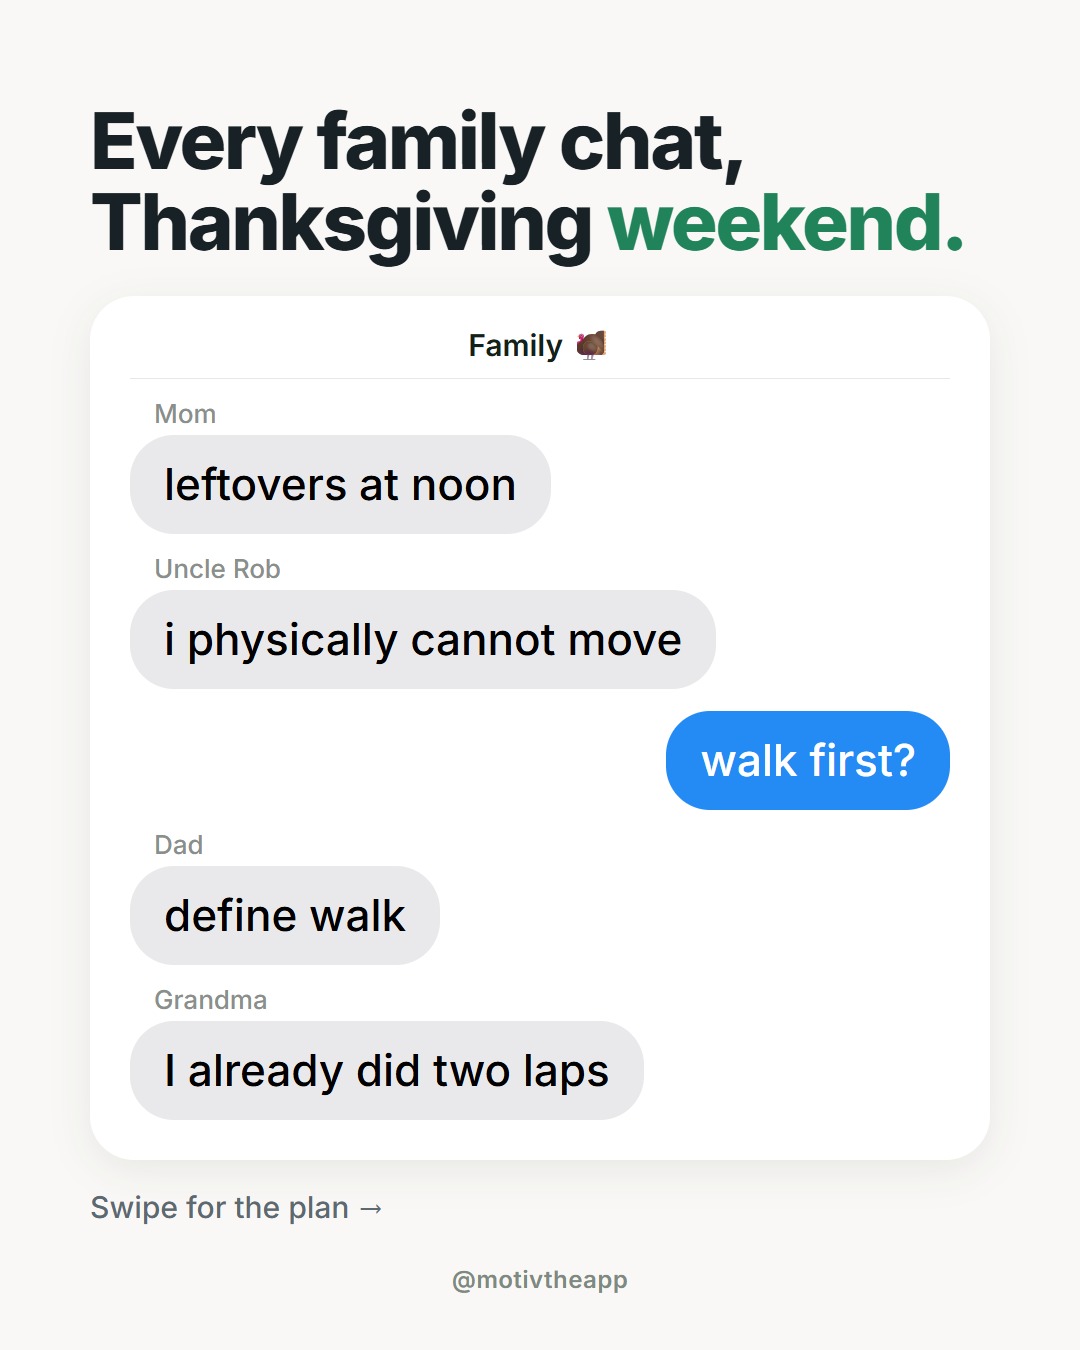 Every family chat,
Thanksgiving weekend.
Family 🦃
Mom
leftovers at noon
Uncle Rob
i physically cannot move
walk first?
Dad
define walk
Grandma
I already did two laps
Swipe for the plan →
@motivtheapp